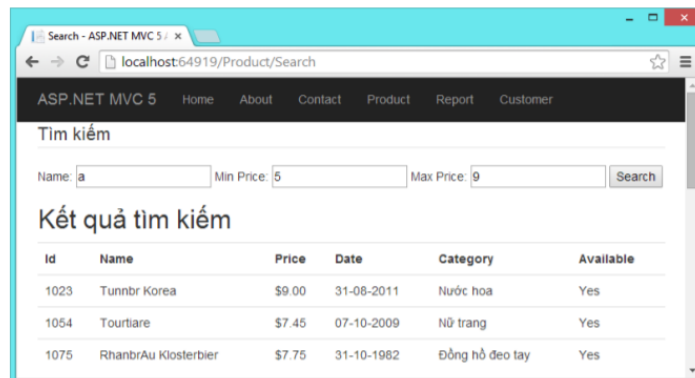 Search - ASP.NET MVC 5 A
localhost:64919/Product/Search
ASP.NET MVC 5 Home About Contact Product Report Customer
Tìm kiếm
Name: a Min Price: 5 Max Price: 9 Search
Kết quả tìm kiếm
Id Name Price Date Category Available
1023 Tunnbr Korea $9.00 31-08-2011 Nước hoa Yes
1054 Tourtiare $7.45 07-10-2009 Nữ trang Yes
1075 RhanbrAu Klosterbier $7.75 31-10-1982 Đồng hồ đeo tay Yes